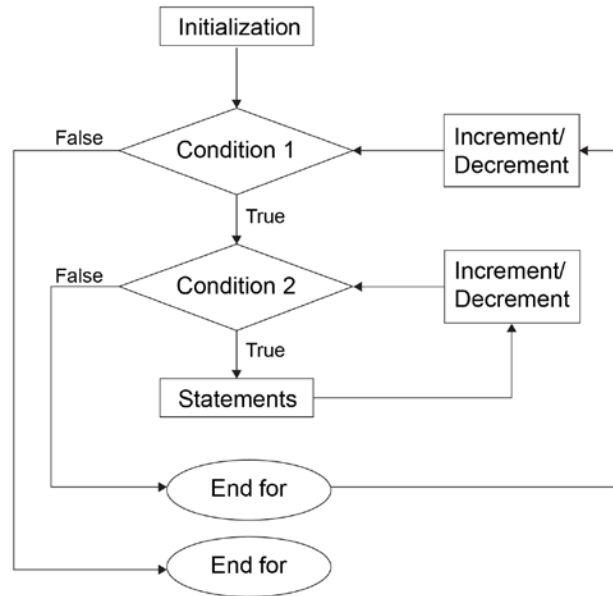 Initialization
False
Condition 1
Increment/
Decrement
True
False
Condition 2
Increment/
Decrement
True
Statements
End for
End for